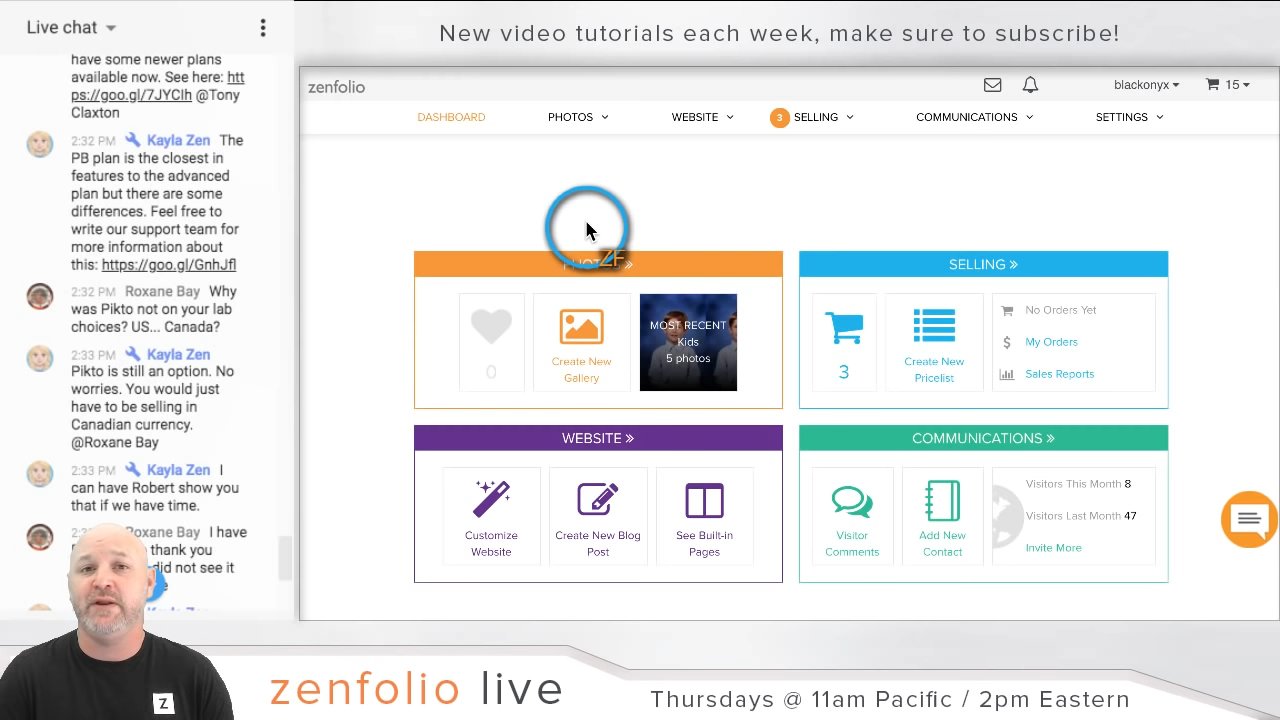 Live chat
have some newer plans
available now. See here: htt
ps://goo.gl/7JYClh @Tony
Claxton
2:32 PM Kayla Zen The
PB plan is the closest in
features to the advanced
plan but there are some
differences. Feel free to
write our support team for
more information about
this: https://goo.gl/GnhJfl
2:32 PM Roxane Bay Why
was Pikto not on your lab
choices? US... Canada?
2:33 PM Kayla Zen
Pikto is still an option. No
worries. You would just
have to be selling in
Canadian currency.
@Roxane Bay
2:33 PM Kayla Zen I
can have Robert show you
that if we have time.
Roxane Bay I have
thank you
did not see it
Z
New video tutorials each week, make sure to subscribe!
zenfolio
blackonyx 15
DASHBOARD PHOTOS WEBSITE 3 SELLING COMMUNICATIONS SETTINGS
ZF
0
Create New
Gallery
MOST RECENT
Kids
5 photos
SELLING »
3
Create New
Pricelist
No Orders Yet
$ My Orders
Sales Reports
WEBSITE »
Customize
Website
Create New Blog
Post
See Built-in
Pages
COMMUNICATIONS »
Visitor
Comments
Add New
Contact
Visitors This Month 8
Visitors Last Month 47
Invite More
zenfolio live
Thursdays @ 11am Pacific / 2pm Eastern